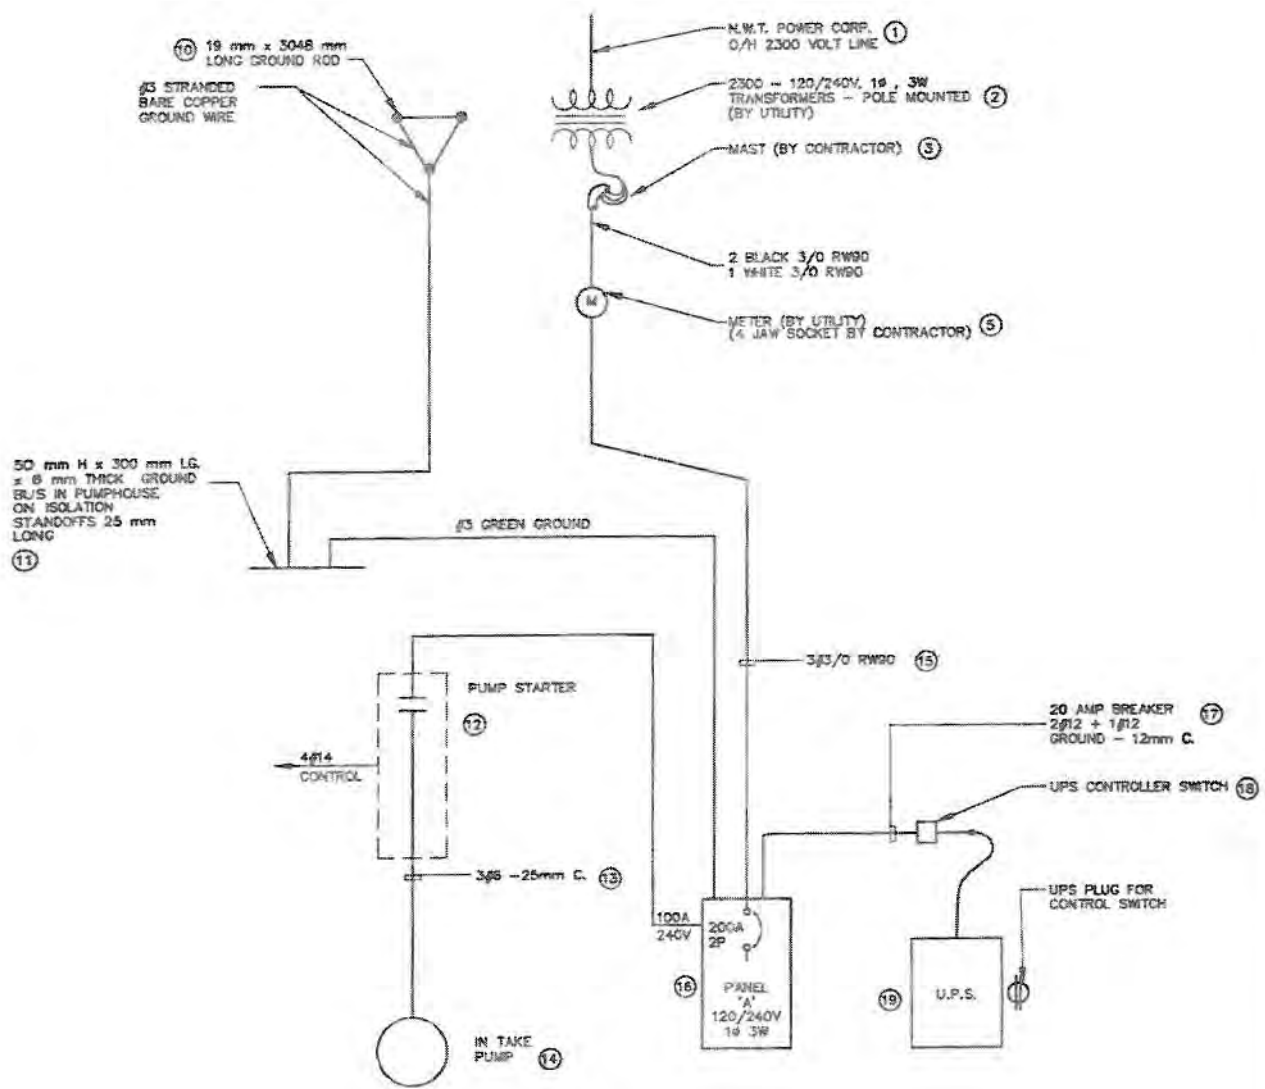 N.W.T. POWER CORP.
O/H 2300 VOLT LINE
1
10
19 mm x 3048 mm
LONG GROUND ROD
#3 STRANDED
BARE COPPER
GROUND WIRE
2300 - 120/240V, 1ø, 3W
TRANSFORMERS - POLE MOUNTED
(BY UTILITY)
2
MAST (BY CONTRACTOR)
3
2 BLACK 3/0 RW90
1 WHITE 3/0 RW90
M
METER (BY UTILITY)
(4 JAW SOCKET BY CONTRACTOR)
5
50 mm H x 300 mm LG.
x 6 mm THICK GROUND
BUS IN PUMPHOUSE
ON ISOLATION
STANDOFFS 25 mm
LONG
11
#3 GREEN GROUND
3#3/0 RW90
15
PUMP STARTER
12
4#14
CONTROL
20 AMP BREAKER
2#12 + 1#12
GROUND - 12mm C.
17
UPS CONTROLLER SWITCH
18
3#6 -25mm C.
13
UPS PLUG FOR
CONTROL SWITCH
100A
240V
200A
2P
16
PANEL
'A'
120/240V
1ø 3W
19
U.P.S.
IN TAKE
PUMP
14